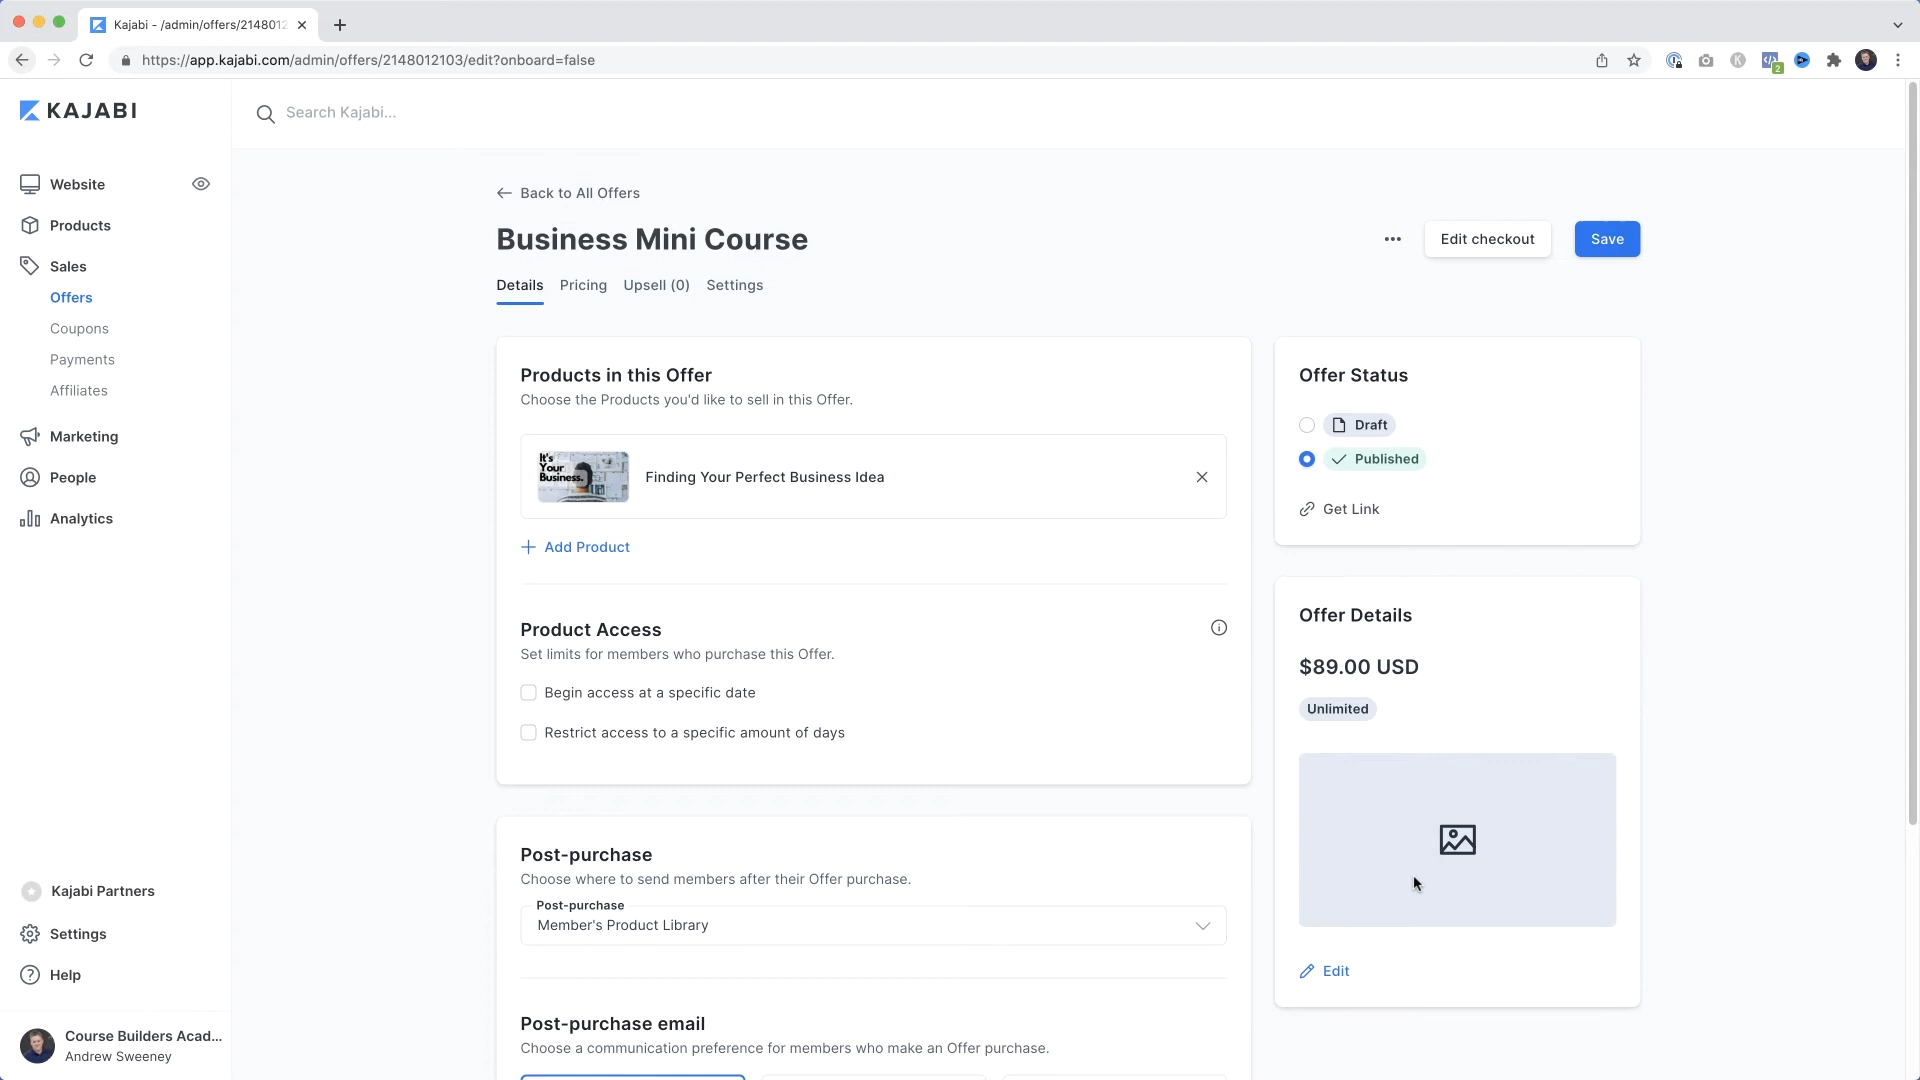 Kajabi - /admin/offers/2148012
https://app.kajabi.com/admin/offers/2148012103/edit?onboard=false
2
KAJABI
Search Kajabi...
Website
Products
Sales
Offers
Coupons
Payments
Affiliates
Marketing
People
Analytics
Kajabi Partners
Settings
Help
Course Builders Acad...
Andrew Sweeney
Back to All Offers
Business Mini Course
Edit checkout
Save
Details
Pricing
Upsell (0)
Settings
Products in this Offer
Choose the Products you'd like to sell in this Offer.
It's
Your
Business.
Finding Your Perfect Business Idea
Add Product
Product Access
Set limits for members who purchase this Offer.
Begin access at a specific date
Restrict access to a specific amount of days
Post-purchase
Choose where to send members after their Offer purchase.
Post-purchase
Member's Product Library
Post-purchase email
Choose a communication preference for members who make an Offer purchase.
Offer Status
Draft
Published
Get Link
Offer Details
$89.00 USD
Unlimited
Edit